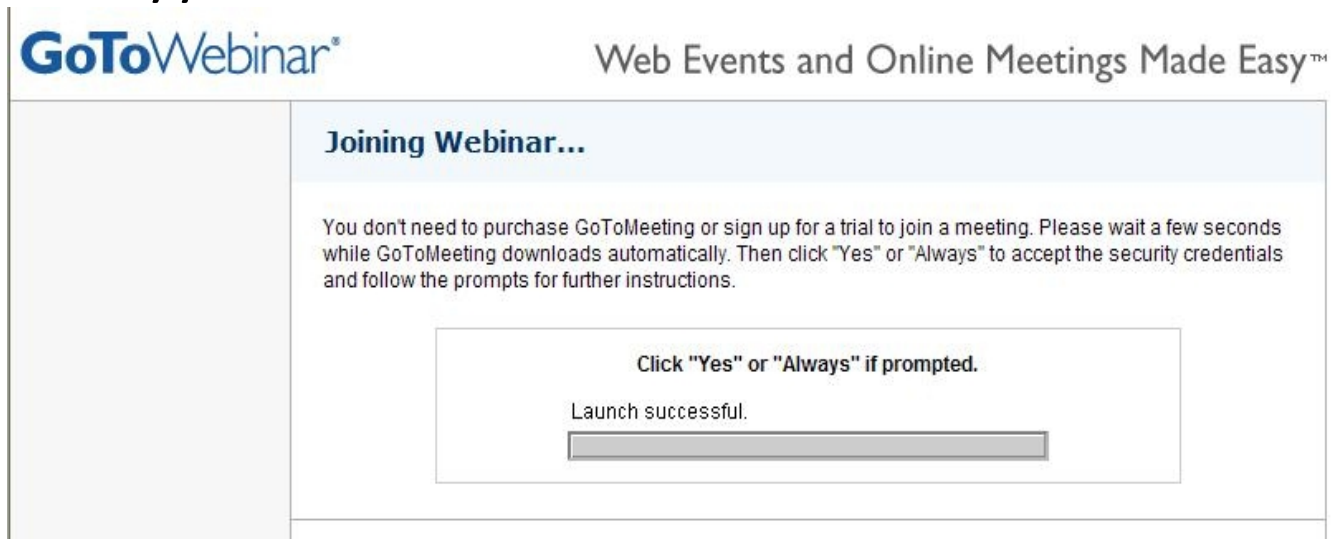 GoToWebinar®
Web Events and Online Meetings Made Easy™
Joining Webinar...
You don't need to purchase GoToMeeting or sign up for a trial to join a meeting. Please wait a few seconds
while GoToMeeting downloads automatically. Then click "Yes" or "Always" to accept the security credentials
and follow the prompts for further instructions.
Click "Yes" or "Always" if prompted.
Launch successful.